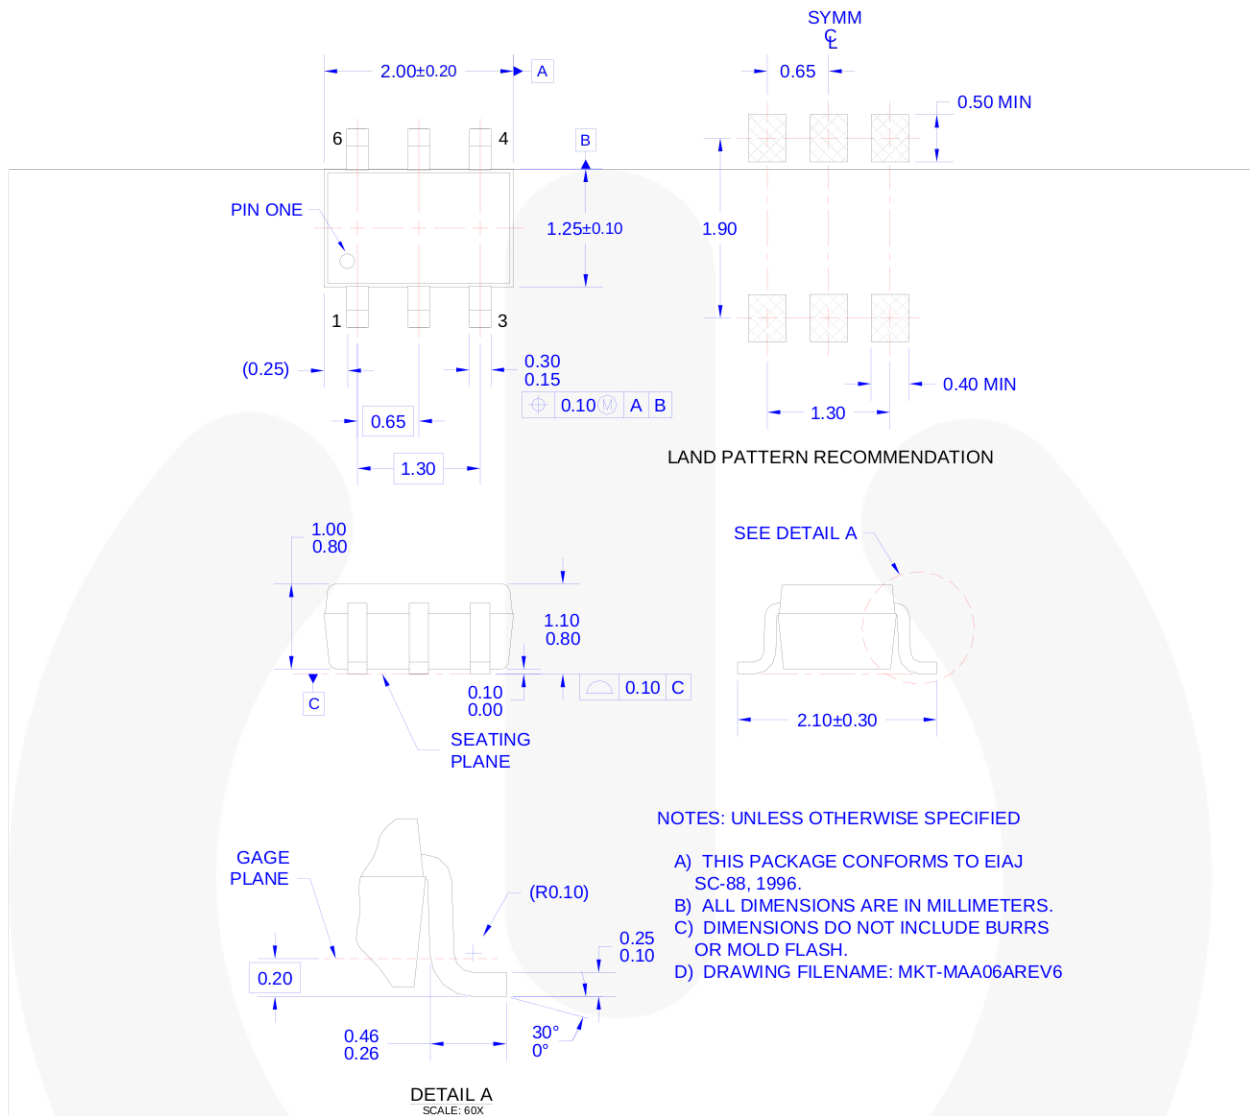 SYMM
℄
2.00±0.20
A
0.65
0.50 MIN
6
4
B
PIN ONE
1.25±0.10
1.90
1
3
(0.25)
0.30
0.15
0.10 Ⓜ A B
0.40 MIN
0.65
1.30
1.30
LAND PATTERN RECOMMENDATION
1.00
0.80
SEE DETAIL A
1.10
0.80
0.10 C
0.10
0.00
C
2.10±0.30
SEATING
PLANE
NOTES: UNLESS OTHERWISE SPECIFIED
A) THIS PACKAGE CONFORMS TO EIAJ
SC-88, 1996.
B) ALL DIMENSIONS ARE IN MILLIMETERS.
C) DIMENSIONS DO NOT INCLUDE BURRS
OR MOLD FLASH.
D) DRAWING FILENAME: MKT-MAA06AREV6
GAGE
PLANE
(R0.10)
0.25
0.10
0.20
0.46
0.26
30°
0°
DETAIL A
SCALE: 60X